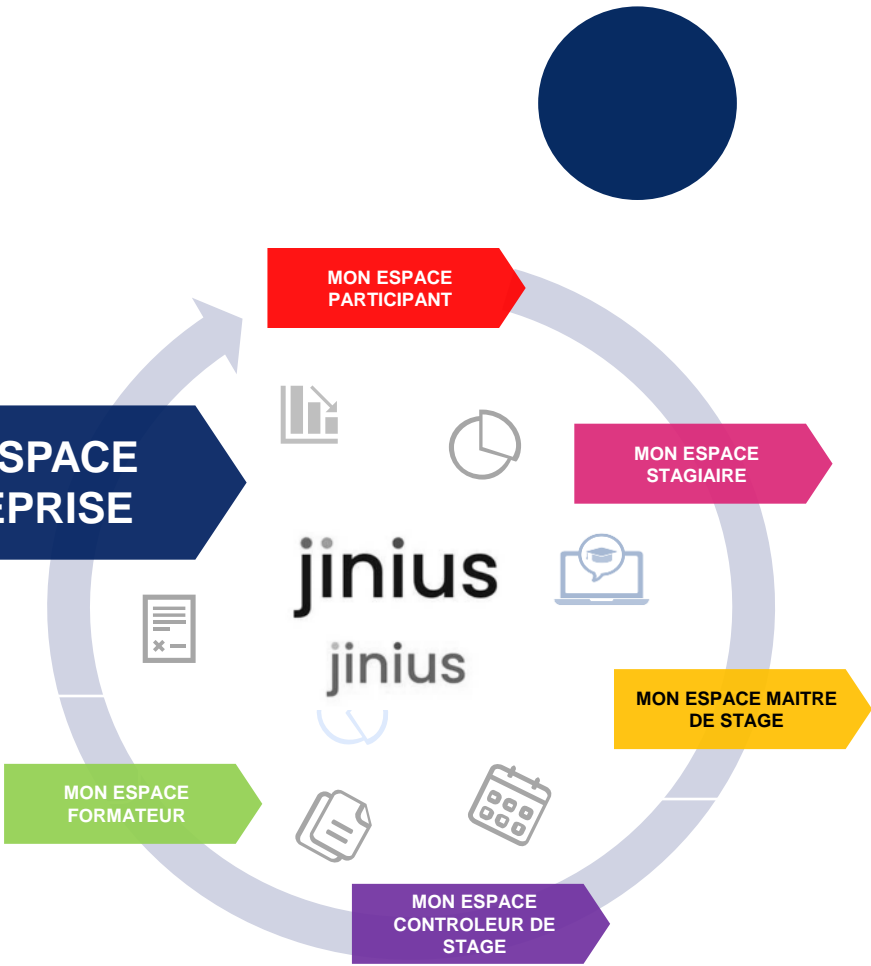 MON ESPACE
PARTICIPANT
SPACE
EPRISE
MON ESPACE
STAGIAIRE
jinius
jinius
MON ESPACE MAITRE
DE STAGE
MON ESPACE
FORMATEUR
MON ESPACE
CONTROLEUR DE
STAGE